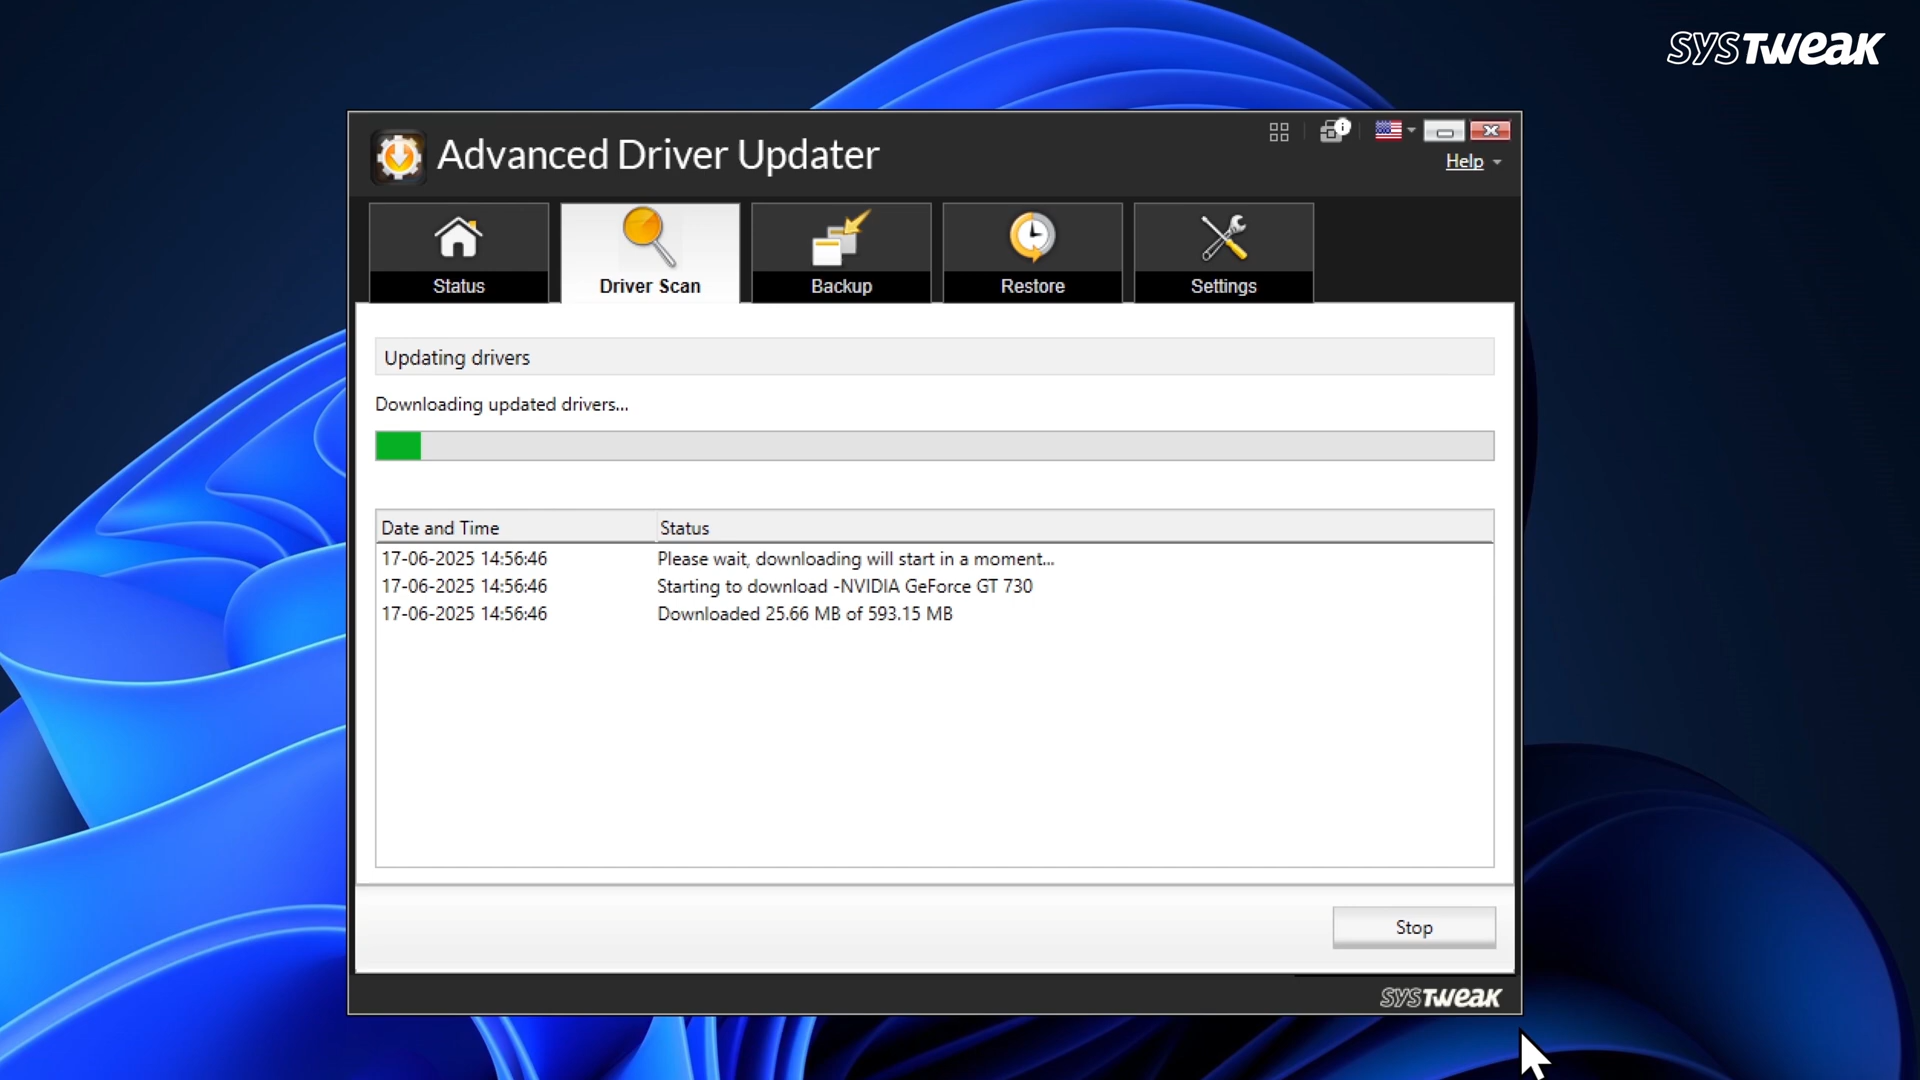 SYSTweak
Advanced Driver Updater
Help
Status
Driver Scan
Backup
Restore
Settings
Updating drivers
Downloading updated drivers...
Date and Time Status
17-06-2025 14:56:46 Please wait, downloading will start in a moment...
17-06-2025 14:56:46 Starting to download -NVIDIA GeForce GT 730
17-06-2025 14:56:46 Downloaded 25.66 MB of 593.15 MB
Stop
SYSTweak